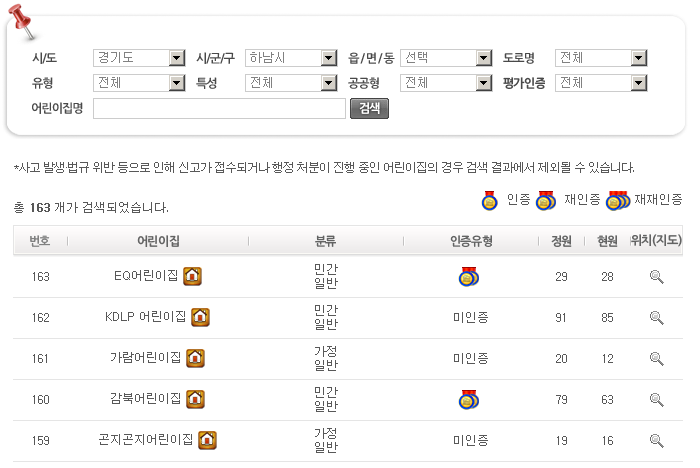 시/도 경기도 시/군/구 하남시 읍/면/동 선택 도로명 전체
유형 전체 특성 전체 공공형 전체 평가인증 전체
어린이집명 검색
*사고 발생·법규 위반 등으로 인해 신고가 접수되거나 행정 처분이 진행 중인 어린이집의 경우 검색 결과에서 제외될 수 있습니다.
총 163 개가 검색되었습니다. 인증 재인증 재재인증
번호 어린이집 분류 인증유형 정원 현원 위치(지도)
163 EQ어린이집 민간 일반 29 28
162 KDLP 어린이집 민간 일반 미인증 91 85
161 가람어린이집 가정 일반 미인증 20 12
160 감북어린이집 민간 일반 79 63
159 곤지곤지어린이집 가정 일반 미인증 19 16